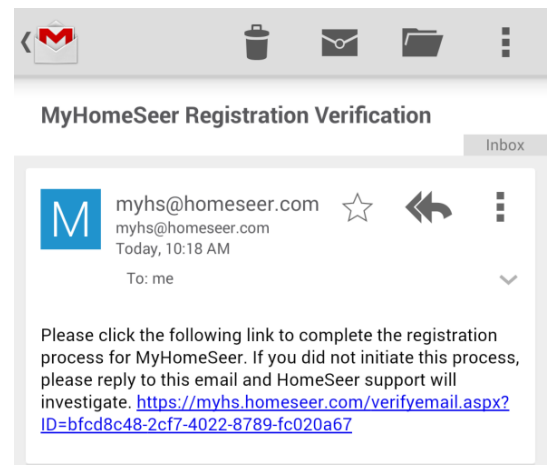 MyHomeSeer Registration Verification
Inbox
M
myhs@homeseer.com
myhs@homeseer.com
Today, 10:18 AM
To: me
Please click the following link to complete the registration
process for MyHomeSeer. If you did not initiate this process,
please reply to this email and HomeSeer support will
investigate. https://myhs.homeseer.com/verifyemail.aspx?
ID=bfcd8c48-2cf7-4022-8789-fc020a67